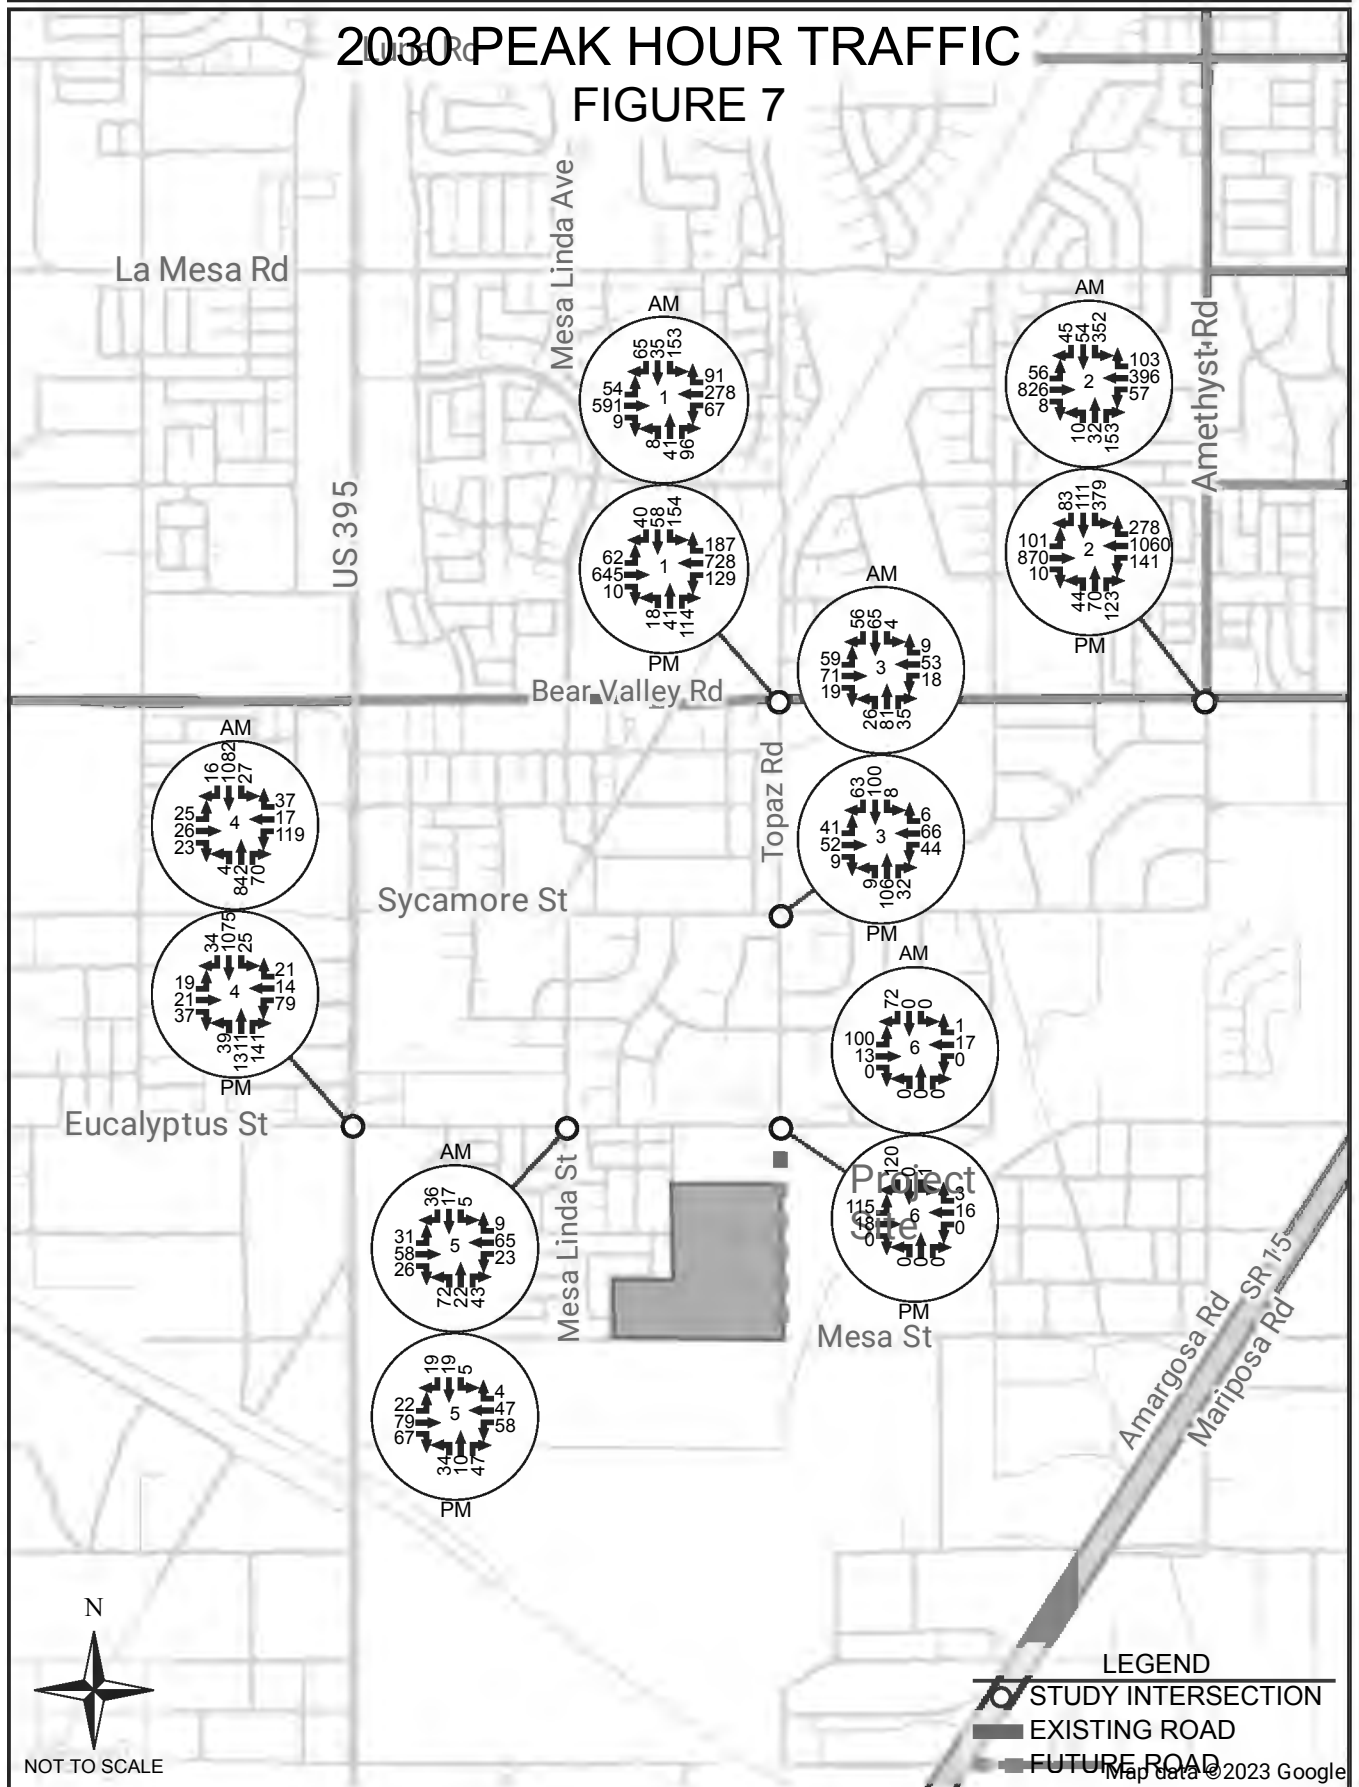 2030 PEAK HOUR TRAFFIC
FIGURE 7
Luna Rd
Mesa Linda Ave
La Mesa Rd
Amethyst Rd
US 395
AM
65 35 153
54
591
9
1
91
278
67
8 41 96
40 58 154
62
645
10
1
187
728
129
18 41 114
PM
AM
45 54 352
56
826
8
2
103
396
57
10 32 153
83 111 379
101
870
10
2
278
1060
141
44 70 123
PM
Bear Valley Rd
Topaz Rd
AM
56 65 4
59
71
19
3
9
53
18
26 81 35
63 100 8
41
52
9
3
6
66
44
9 106 32
PM
AM
16 1082 27
25
26
23
4
37
17
119
4 842 70
34 1075 25
19
21
37
4
21
14
79
39 1311 141
PM
Sycamore St
Eucalyptus St
AM
72 0 0
100
13
0
6
1
17
0
0 0 0
120 0 1
115
18
0
6
3
16
0
0 0 0
PM
Project
Site
AM
36 17 5
31
58
26
5
9
65
23
72 22 43
19 19 5
22
79
67
5
4
47
58
34 10 47
PM
Mesa Linda St
Mesa St
Amargosa Rd
SR 15
Mariposa Rd
N
NOT TO SCALE
LEGEND
STUDY INTERSECTION
EXISTING ROAD
FUTURE ROAD
Map data ©2023 Google